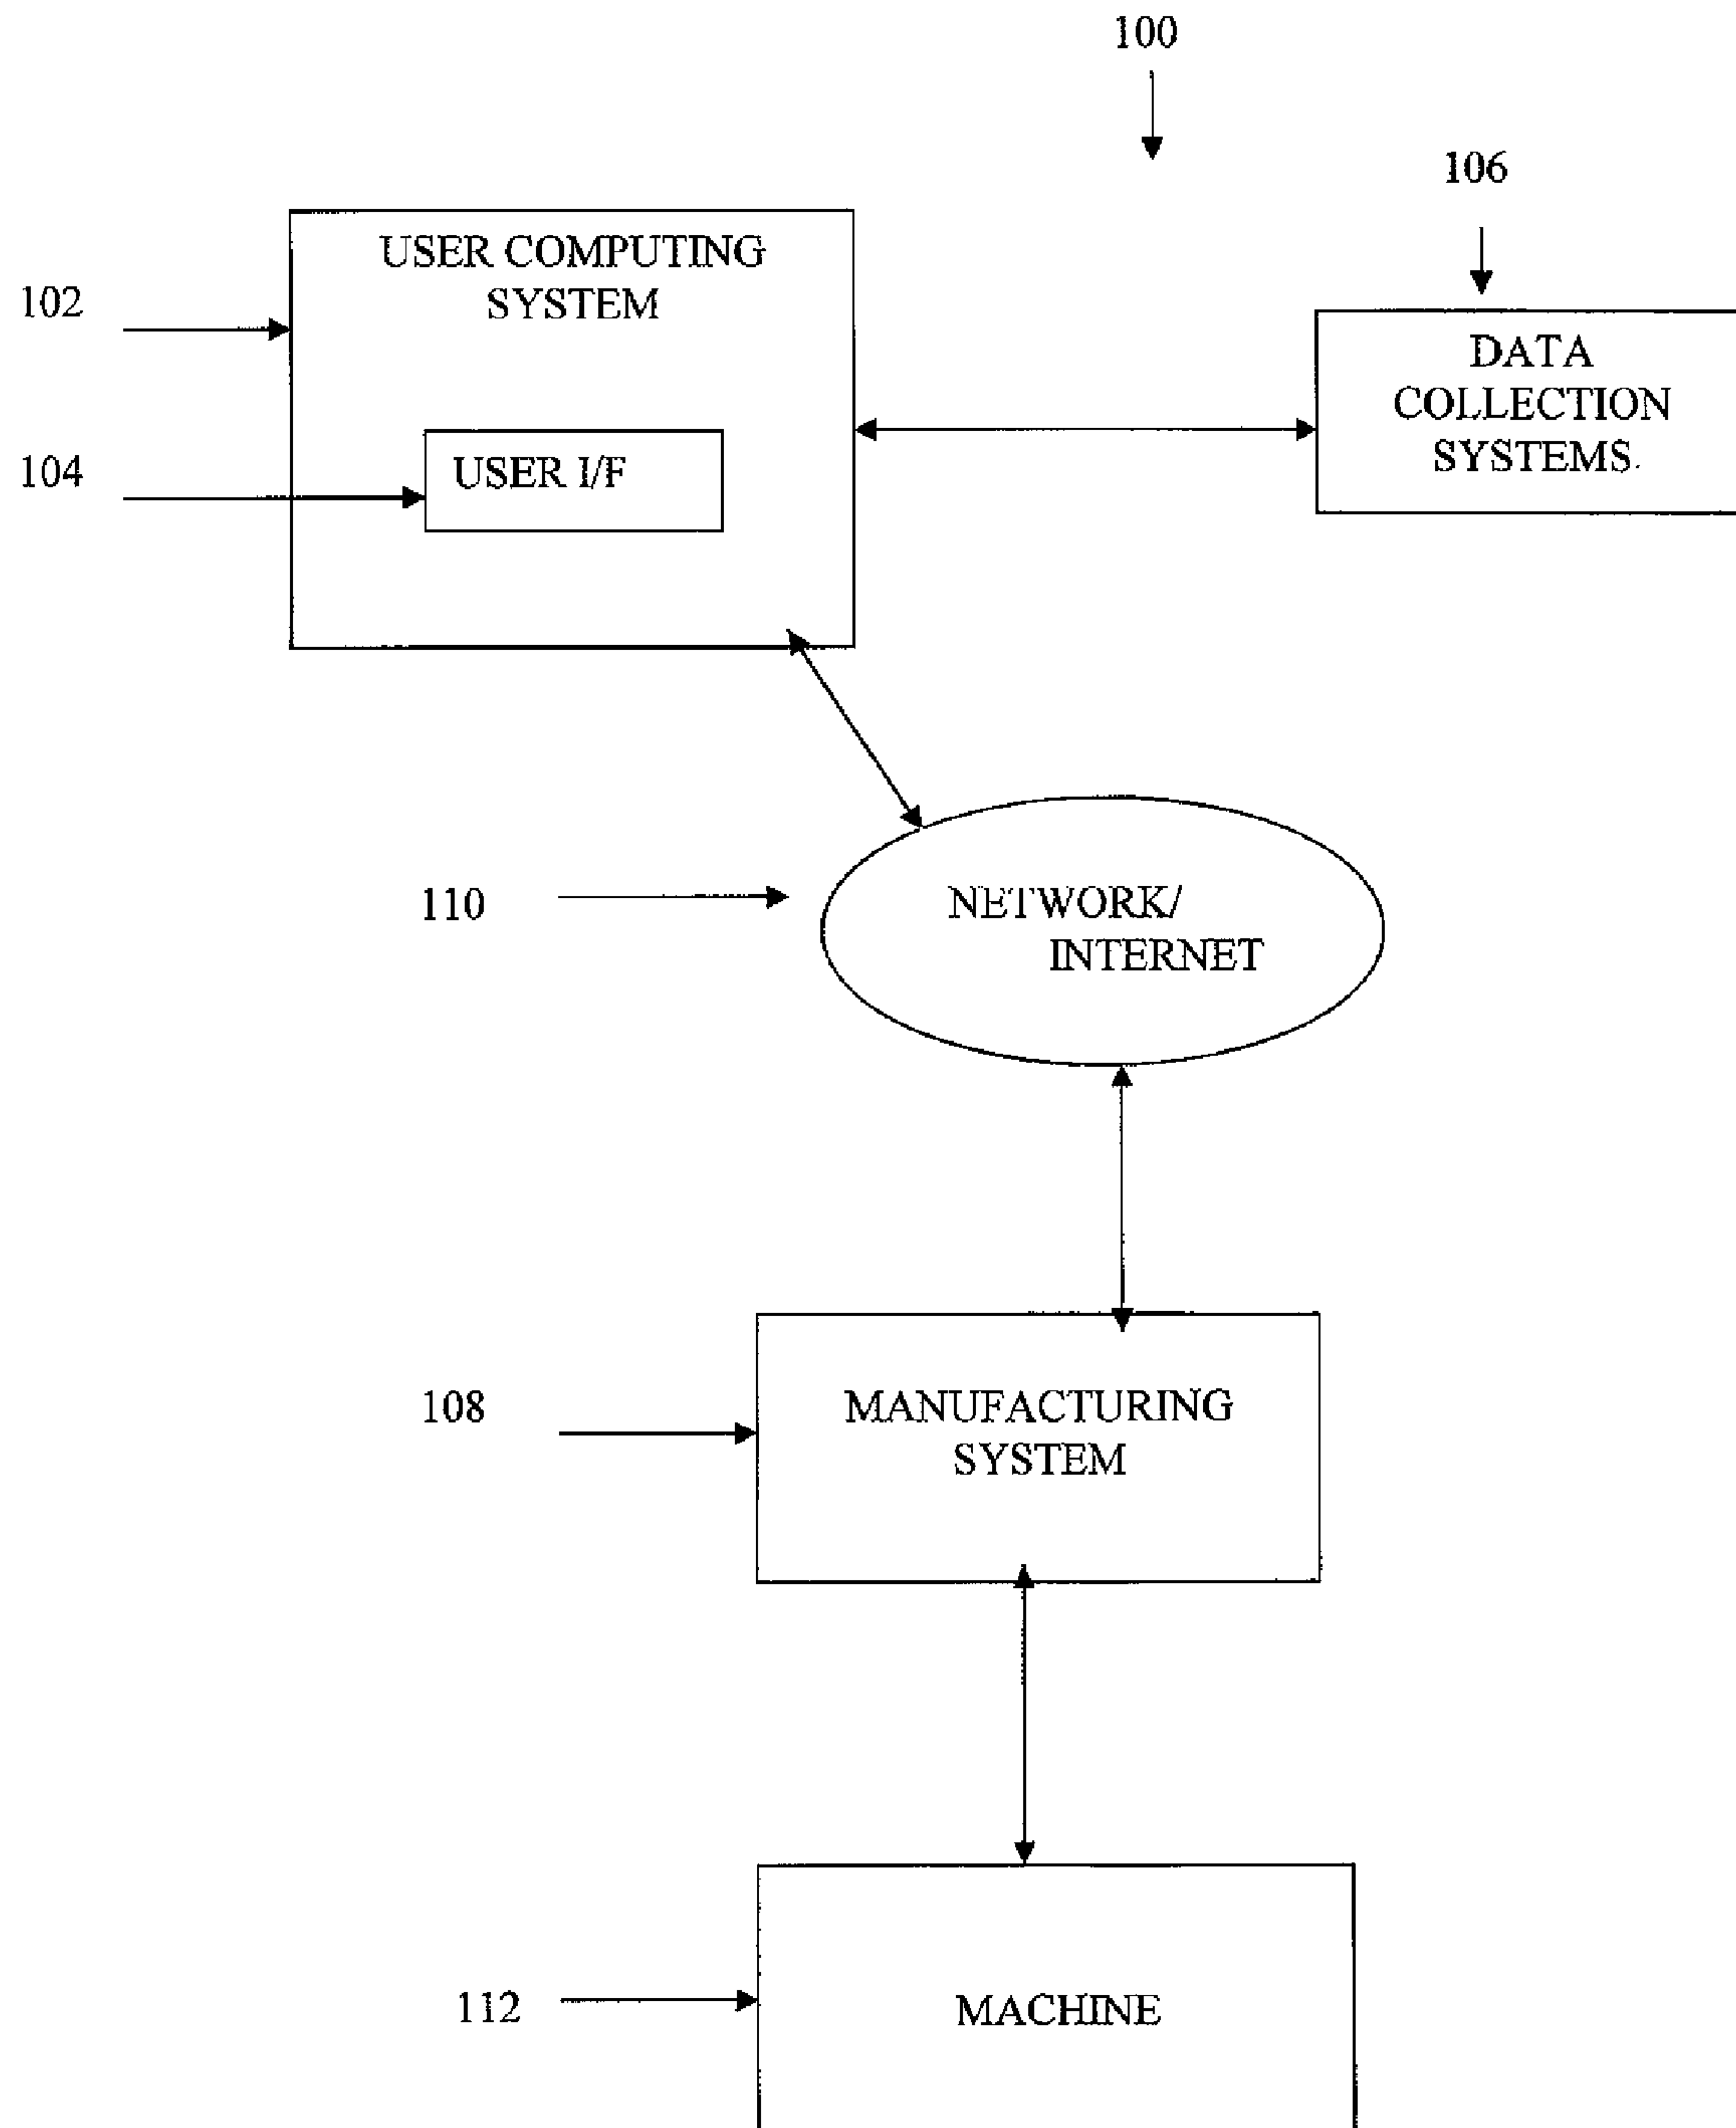 100
106
USER COMPUTING
SYSTEM
102
DATA
COLLECTION
SYSTEMS.
104
USER I/F
110
NETWORK/
INTERNET
108
MANUFACTURING
SYSTEM
112
MACHINE